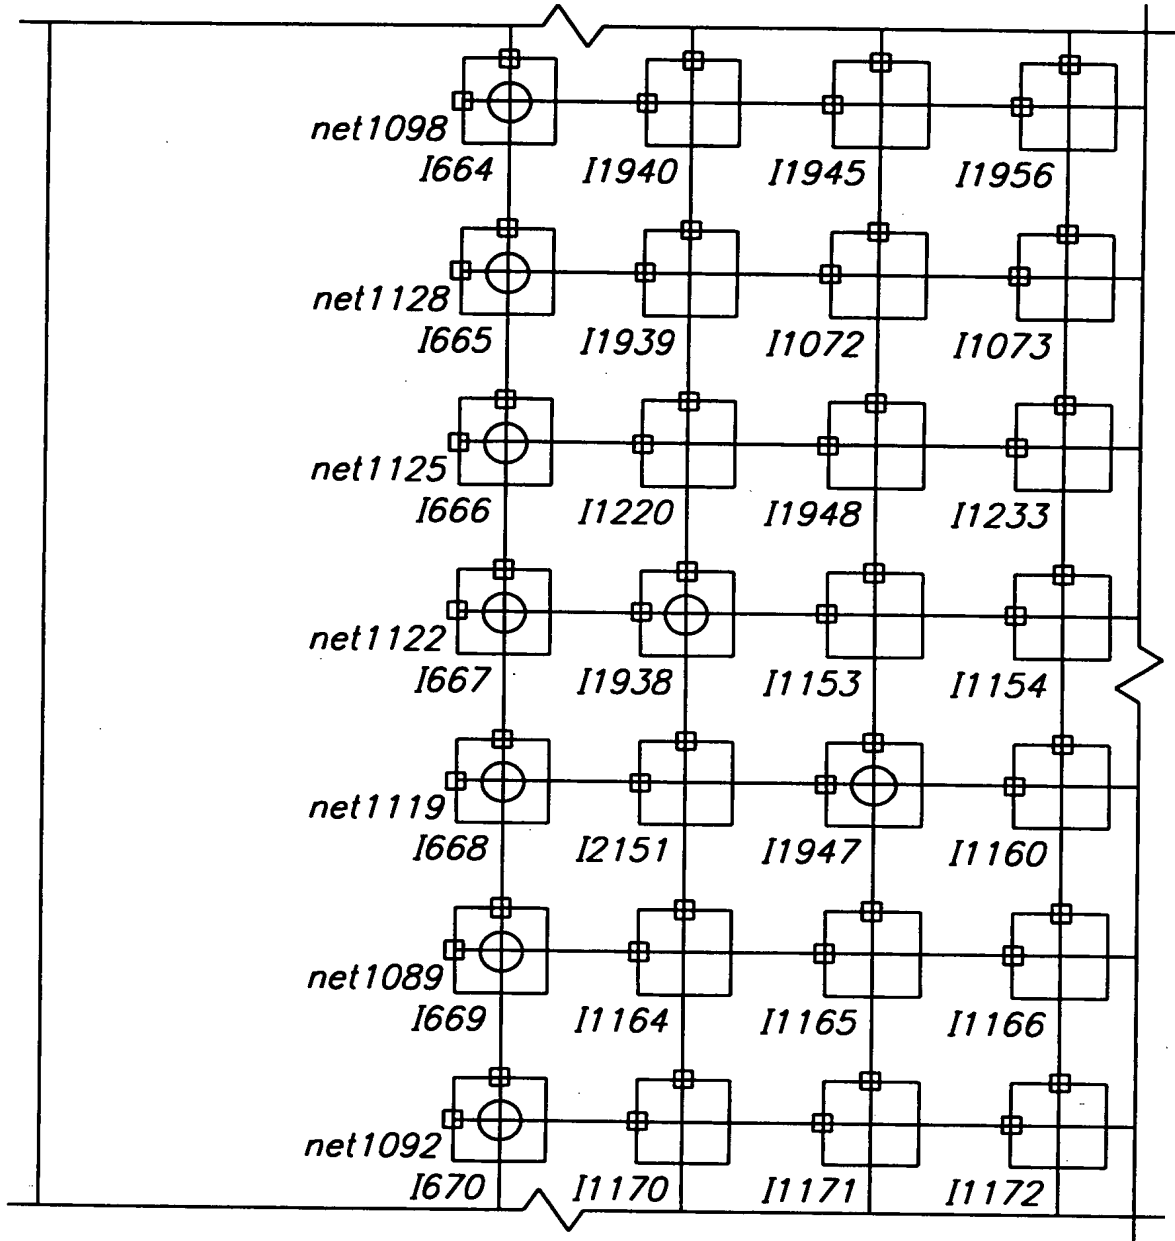 net1098
I664 I1940 I1945 I1956
net1128
I665 I1939 I1072 I1073
net1125
I666 I1220 I1948 I1233
net1122
I667 I1938 I1153 I1154
net1119
I668 I2151 I1947 I1160
net1089
I669 I1164 I1165 I1166
net1092
I670 I1170 I1171 I1172